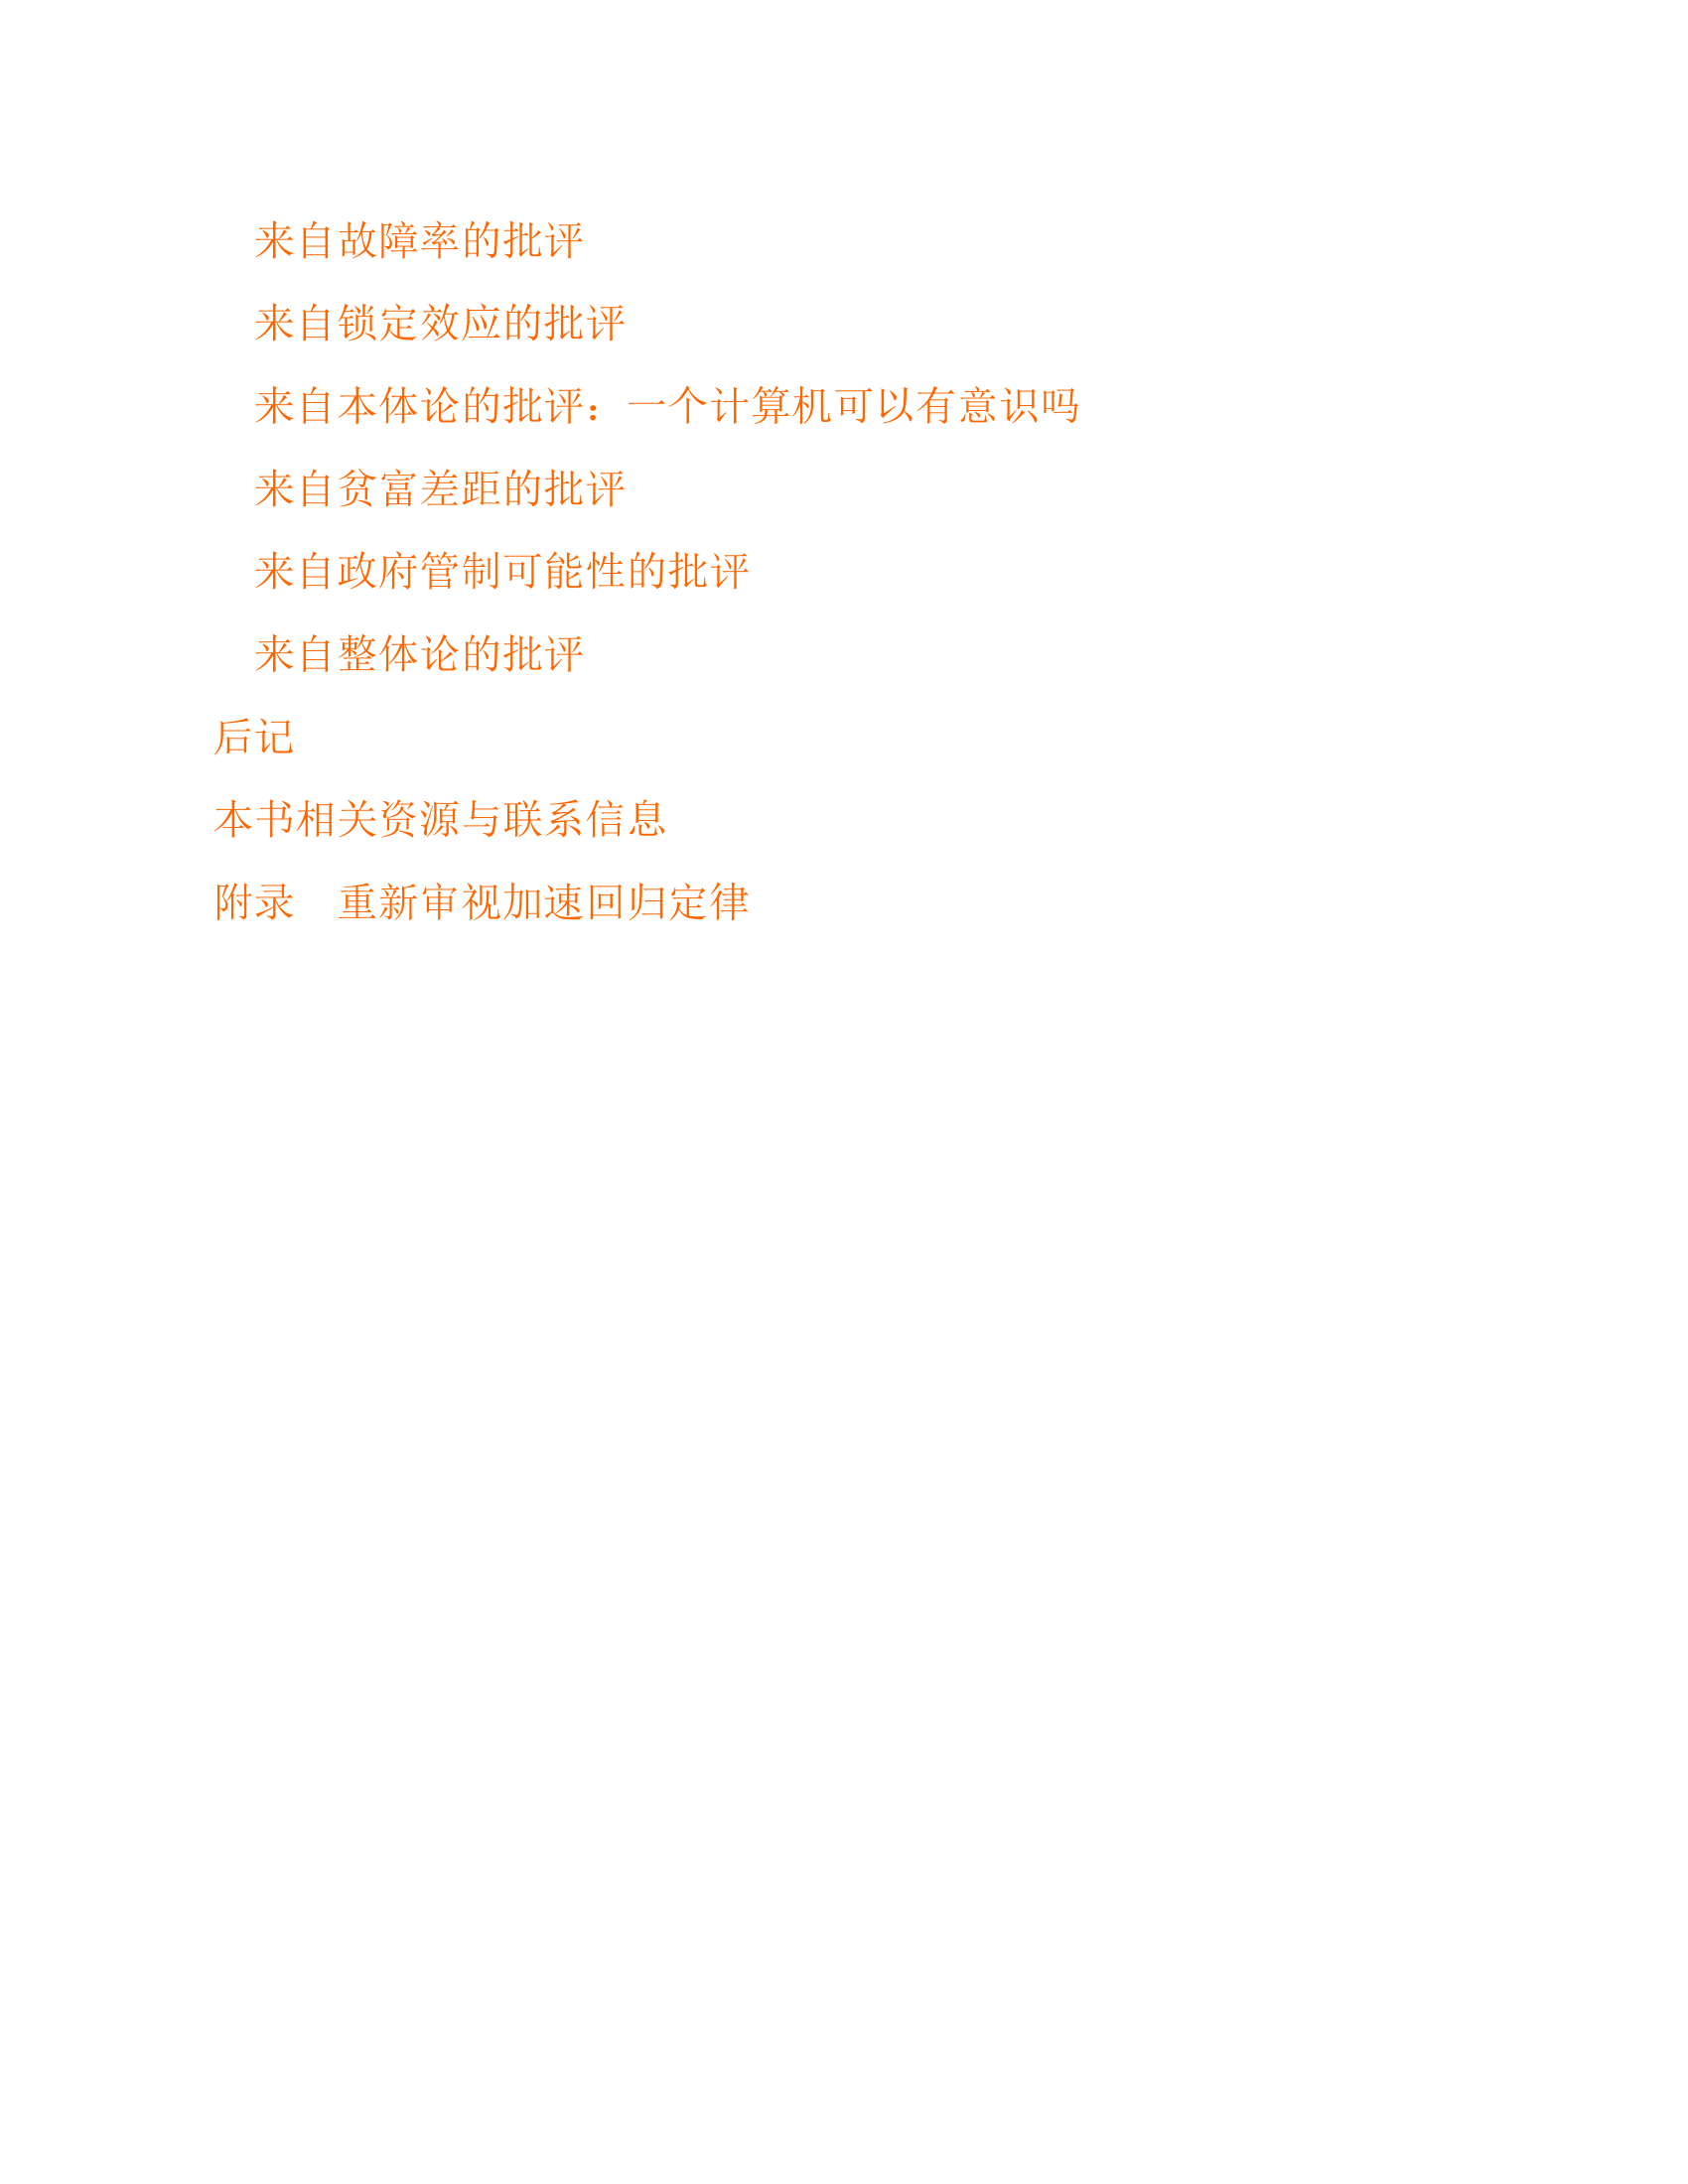 来自故障率的批评
来自锁定效应的批评
来自本体论的批评：一个计算机可以有意识吗
来自贫富差距的批评
来自政府管制可能性的批评
来自整体论的批评
后记
本书相关资源与联系信息
附录　重新审视加速回归定律